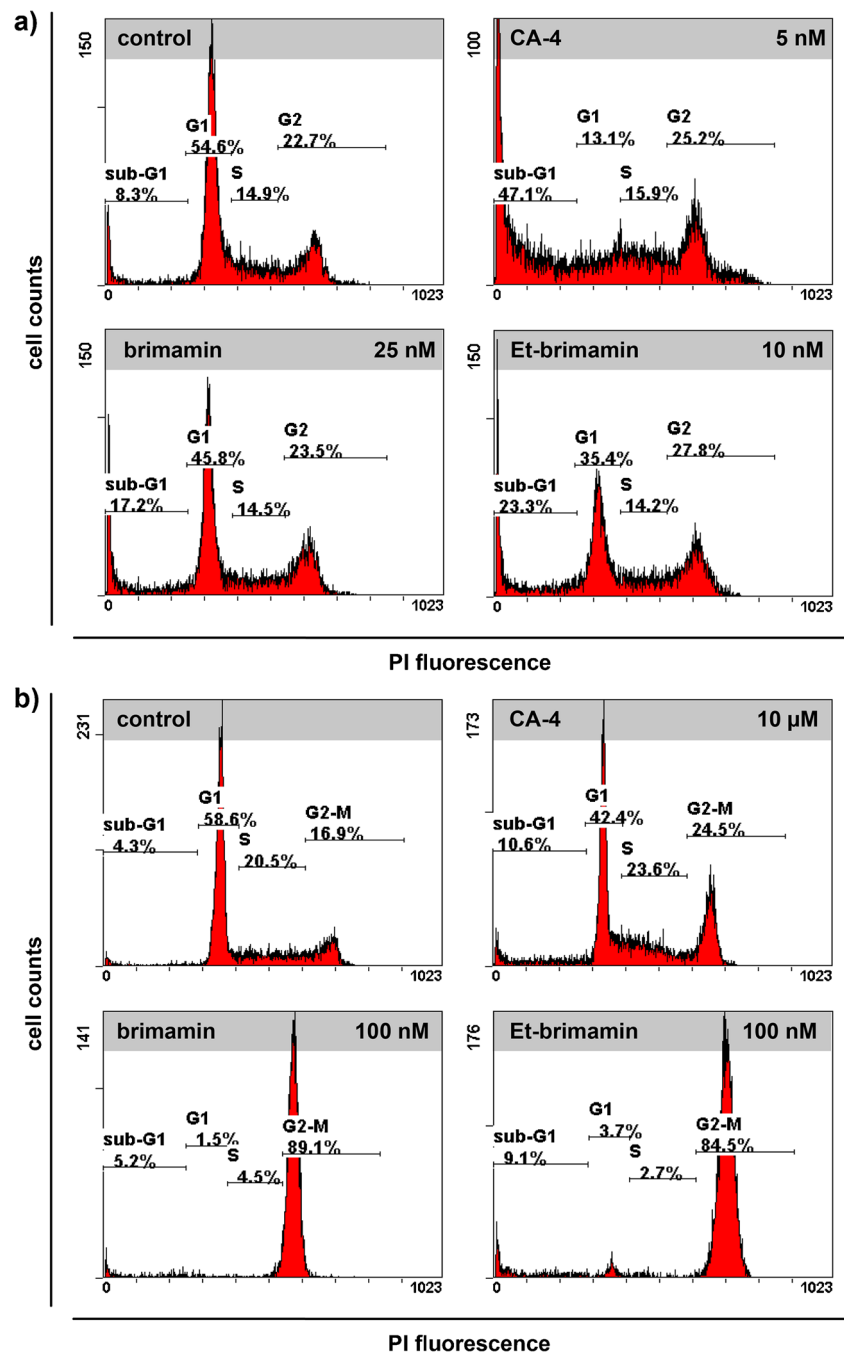 a)
control
150
G1
54.6%
G2
22.7%
sub-G1
8.3%
S
14.9%
0
1023
CA-4 5 nM
100
G1
13.1%
G2
25.2%
sub-G1
47.1%
S
15.9%
0
1023
cell counts
brimamin 25 nM
150
G1
45.8%
G2
23.5%
sub-G1
17.2%
S
14.5%
0
1023
Et-brimamin 10 nM
150
G1
35.4%
G2
27.8%
sub-G1
23.3%
S
14.2%
0
1023
PI fluorescence
b)
control
231
G1
58.6%
G2-M
16.9%
sub-G1
4.3%
S
20.5%
0
1023
CA-4 10 µM
173
G1
42.4%
G2-M
24.5%
sub-G1
10.6%
S
23.6%
0
1023
cell counts
brimamin 100 nM
141
G1
1.5%
G2-M
89.1%
sub-G1
5.2%
S
4.5%
0
1023
Et-brimamin 100 nM
176
G1
3.7%
G2-M
84.5%
sub-G1
9.1%
S
2.7%
0
1023
PI fluorescence